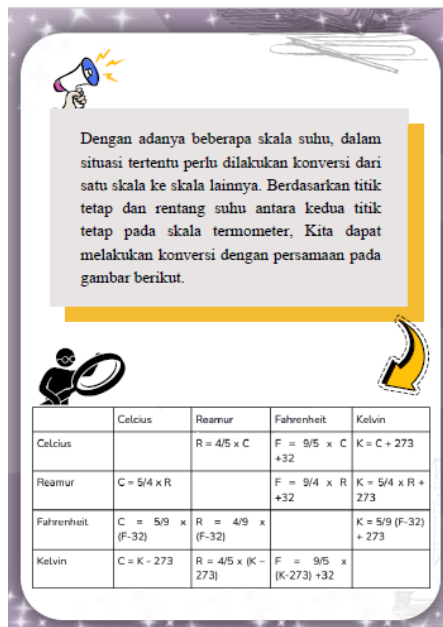 Dengan adanya beberapa skala suhu, dalam
situasi tertentu perlu dilakukan konversi dari
satu skala ke skala lainnya. Berdasarkan titik
tetap dan rentang suhu antara kedua titik
tetap pada skala termometer, Kita dapat
melakukan konversi dengan persamaan pada
gambar berikut.
Celcius Reamur Fahrenheit Kelvin
Celcius R = 4/5 x C F = 9/5 x C K = C + 273
+32
Reamur C = 5/4 x R F = 9/4 x R K = 5/4 x R +
+32 273
Fahrenheit C = 5/9 x R = 4/9 x K = 5/9 (F-32)
(F-32) (F-32) + 273
Kelvin C = K - 273 R = 4/5 x (K – F = 9/5 x
273) (K-273) +32